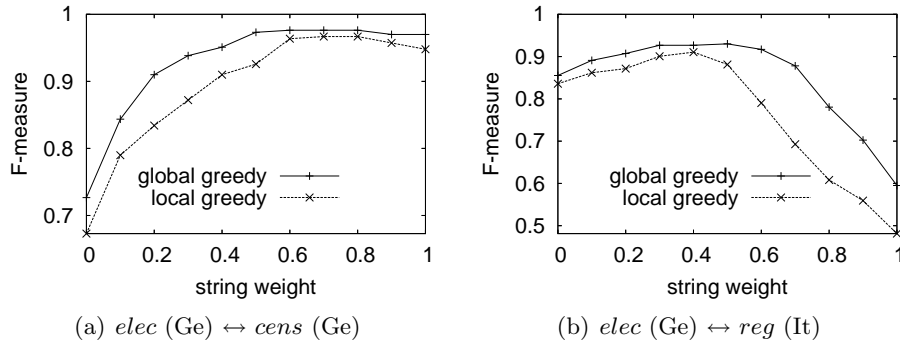 1
0.9
0.8
0.7
F-measure
global greedy
local greedy
0 0.2 0.4 0.6 0.8 1
string weight
(a) elec (Ge) ↔ cens (Ge)
1
0.9
0.8
0.7
0.6
0.5
F-measure
global greedy
local greedy
0 0.2 0.4 0.6 0.8 1
string weight
(b) elec (Ge) ↔ reg (It)